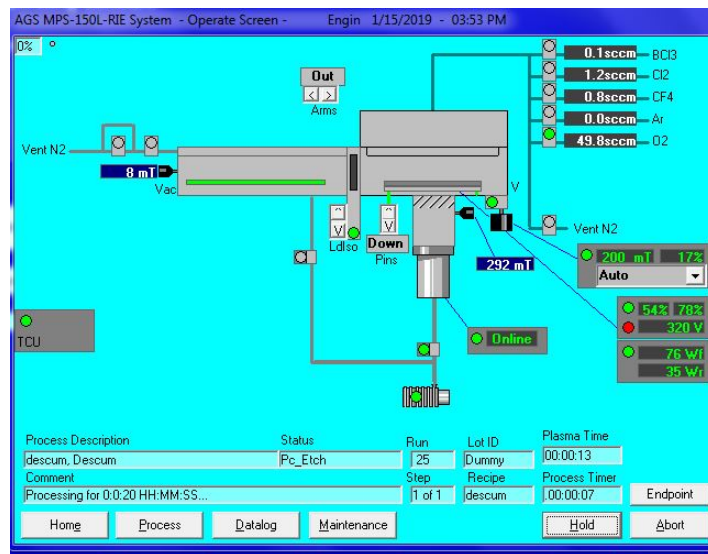 AGS MPS-150L-RIE System - Operate Screen - Engin 1/15/2019 - 03:53 PM
0%
Out
Arms
0.1sccm BCl3
1.2sccm Cl2
0.8sccm CF4
0.0sccm Ar
49.8sccm O2
Vent N2
8 mT
Vac
V
LdIso
Down
Pins
292 mT
Vent N2
200 mT 17%
Auto
54% 78%
320 V
76 Wf
35 Wr
TCU
Online
Process Description Status Run Lot ID Plasma Time
descum, Descum Pc_Etch 25 Dummy 00:00:13
Comment Step Recipe Process Timer
Processing for 0:0:20 HH:MM:SS... 1 of 1 descum .00:00:07 Endpoint
Home Process Datalog Maintenance Hold Abort